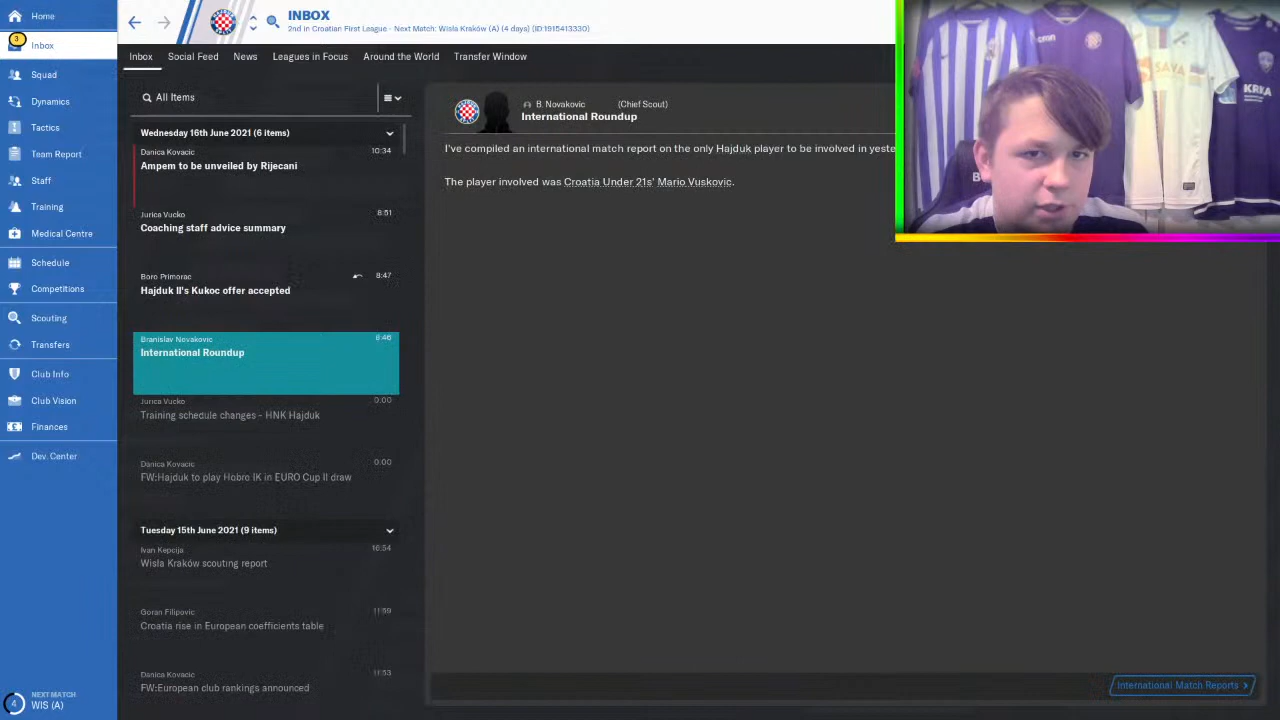 Home
3
Inbox
Squad
Dynamics
Tactics
Team Report
Staff
Training
Medical Centre
Schedule
Competitions
Scouting
Transfers
Club Info
Club Vision
Finances
Dev. Center
4
NEXT MATCH
WIS (A)
INBOX
2nd in Croatian First League - Next Match: Wisla Kraków (A) (4 days) (ID:1915413330)
Inbox Social Feed News Leagues in Focus Around the World Transfer Window
All Items
Wednesday 16th June 2021 (6 items)
Danica Kovacic 10:34
Ampem to be unveiled by Rijecani
Jurica Vucko 8:51
Coaching staff advice summary
Boro Primorac 8:47
Hajduk II's Kukoc offer accepted
Branislav Novakovic 8:46
International Roundup
Jurica Vucko 0:00
Training schedule changes - HNK Hajduk
Danica Kovacic 0:00
FW:Hajduk to play Hobro IK in EURO Cup II draw
Tuesday 15th June 2021 (9 items)
Ivan Kepcija 16:54
Wisla Kraków scouting report
Goran Filipovic 11:59
Croatia rise in European coefficients table
Danica Kovacic 11:53
FW:European club rankings announced
B. Novakovic (Chief Scout)
International Roundup
I've compiled an international match report on the only Hajduk player to be involved in yeste
The player involved was Croatia Under 21s' Mario Vuskovic.
International Match Reports
SAVA
KRKA